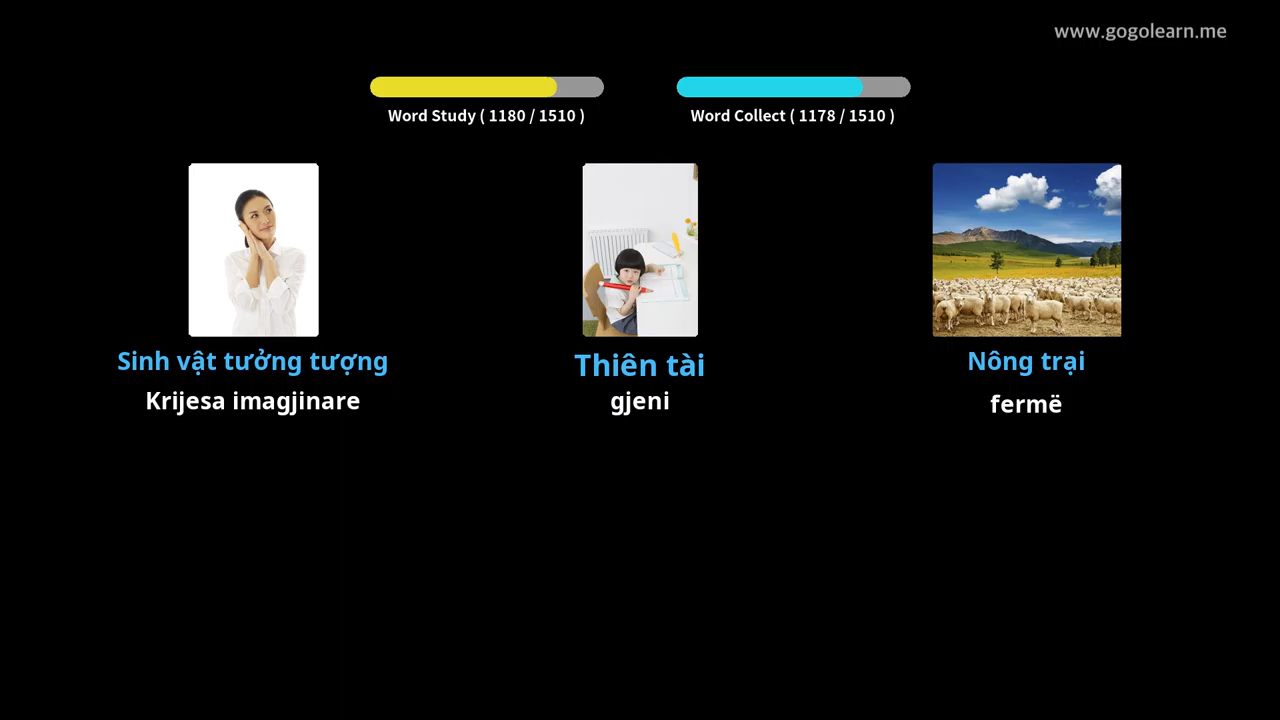 www.gogolearn.me
Word Study ( 1180 / 1510 )
Word Collect ( 1178 / 1510 )
Sinh vật tưởng tượng
Krijesa imagjinare
Thiên tài
gjeni
Nông trại
fermë